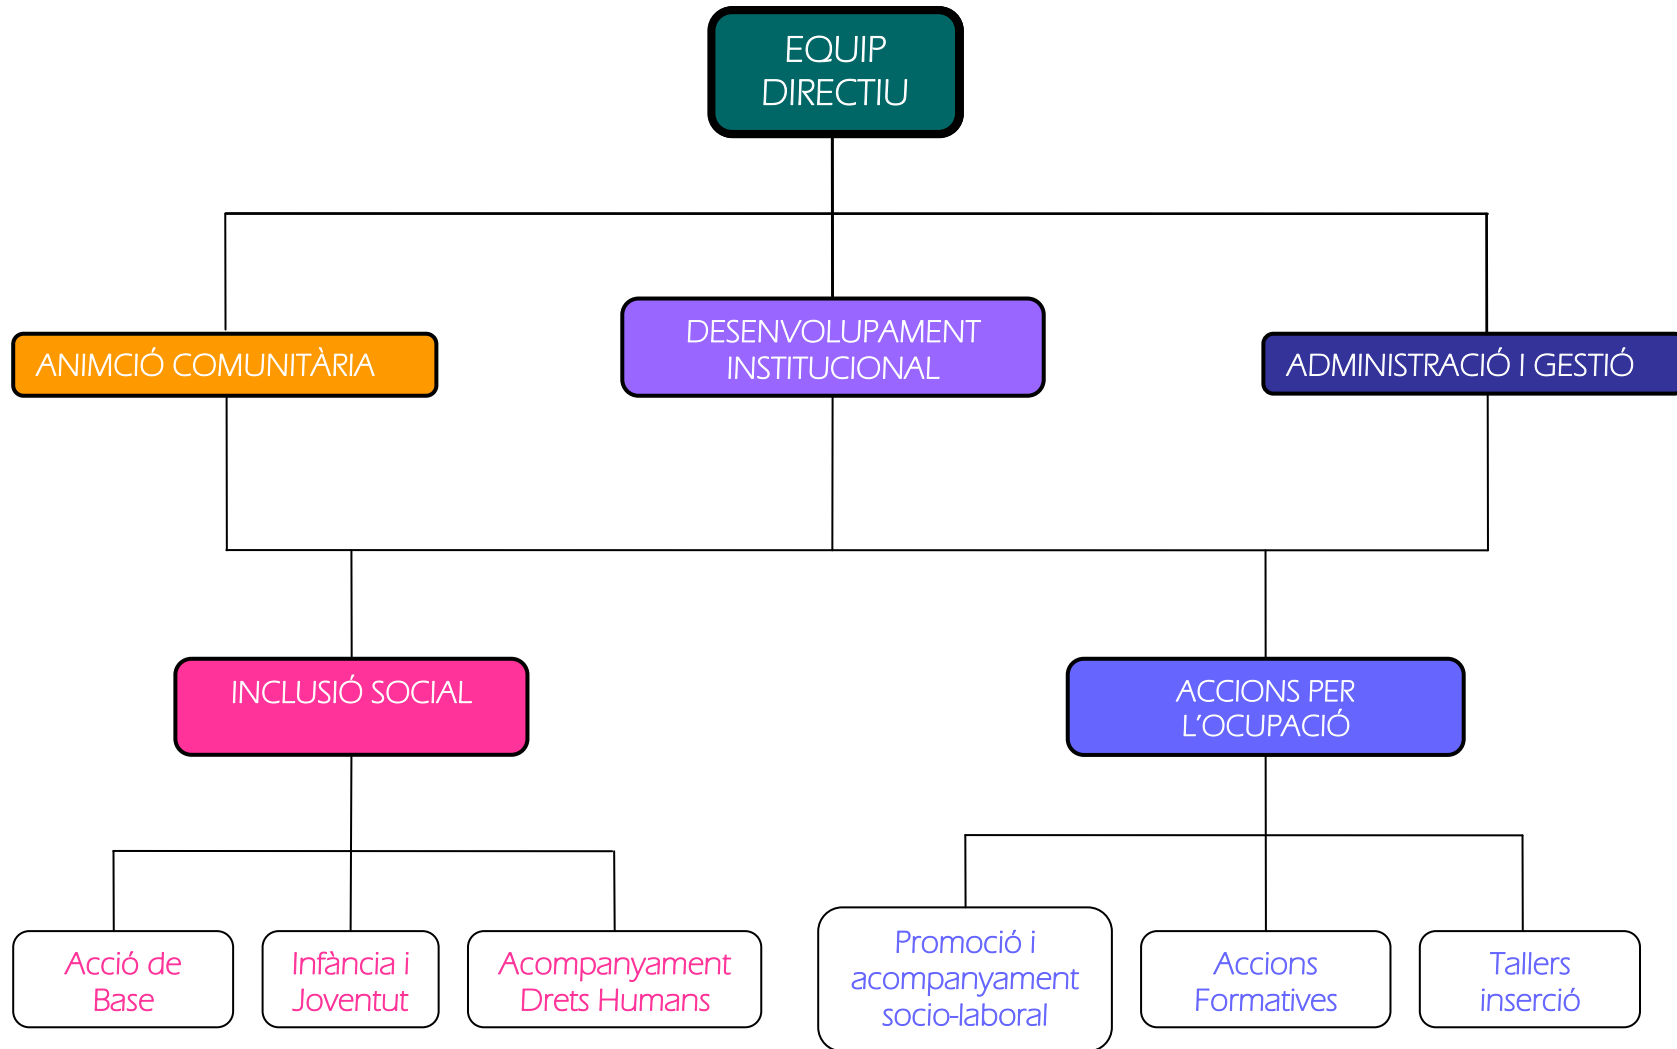 EQUIP
DIRECTIU
ANIMCIÓ COMUNITÀRIA
DESENVOLUPAMENT
INSTITUCIONAL
ADMINISTRACIÓ I GESTIÓ
INCLUSIÓ SOCIAL
ACCIONS PER
L'OCUPACIÓ
Acció de
Base
Infància i
Joventut
Acompanyament
Drets Humans
Promoció i
acompanyament
socio-laboral
Accions
Formatives
Tallers
inserció